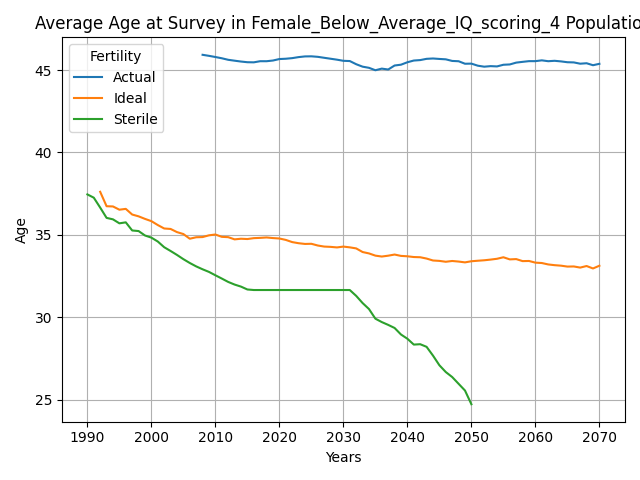 Average Age at Survey in Female_Below_Average_IQ_scoring_4 Populatio
Fertility
Actual
Ideal
Sterile
Age
45
40
35
30
25
1990 2000 2010 2020 2030 2040 2050 2060 2070
Years